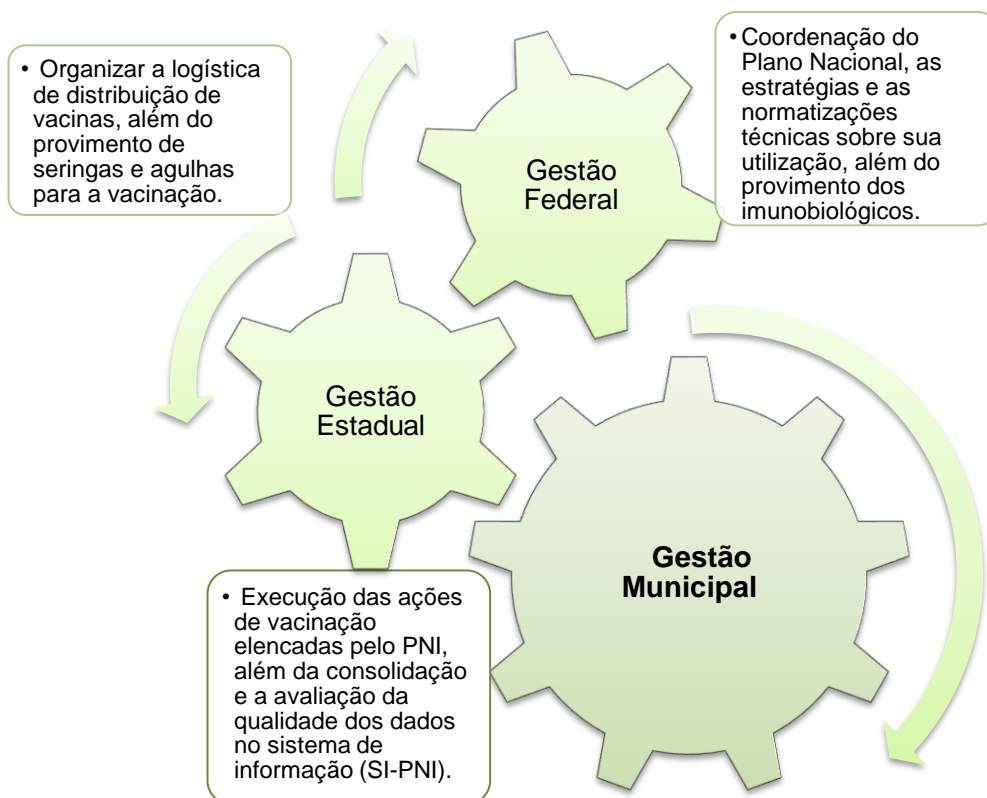 • Organizar a logística
de distribuição de
vacinas, além do
provimento de
seringas e agulhas
para a vacinação.
• Coordenação do
Plano Nacional, as
estratégias e as
normatizações
técnicas sobre sua
utilização, além do
provimento dos
imunobiológicos.
Gestão
Federal
Gestão
Estadual
Gestão
Municipal
• Execução das ações
de vacinação
elencadas pelo PNI,
além da consolidação
e a avaliação da
qualidade dos dados
no sistema de
informação (SI-PNI).